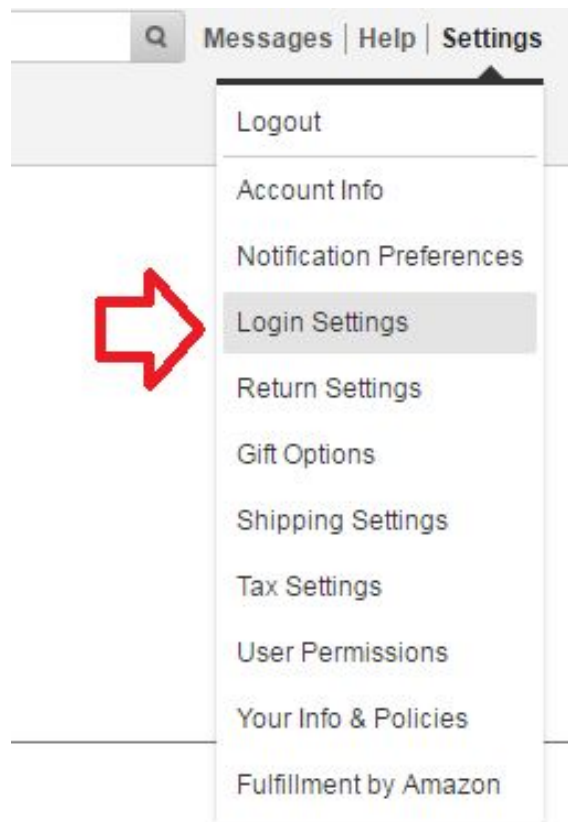 Messages | Help | Settings
Logout
Account Info
Notification Preferences
Login Settings
Return Settings
Gift Options
Shipping Settings
Tax Settings
User Permissions
Your Info & Policies
Fulfillment by Amazon